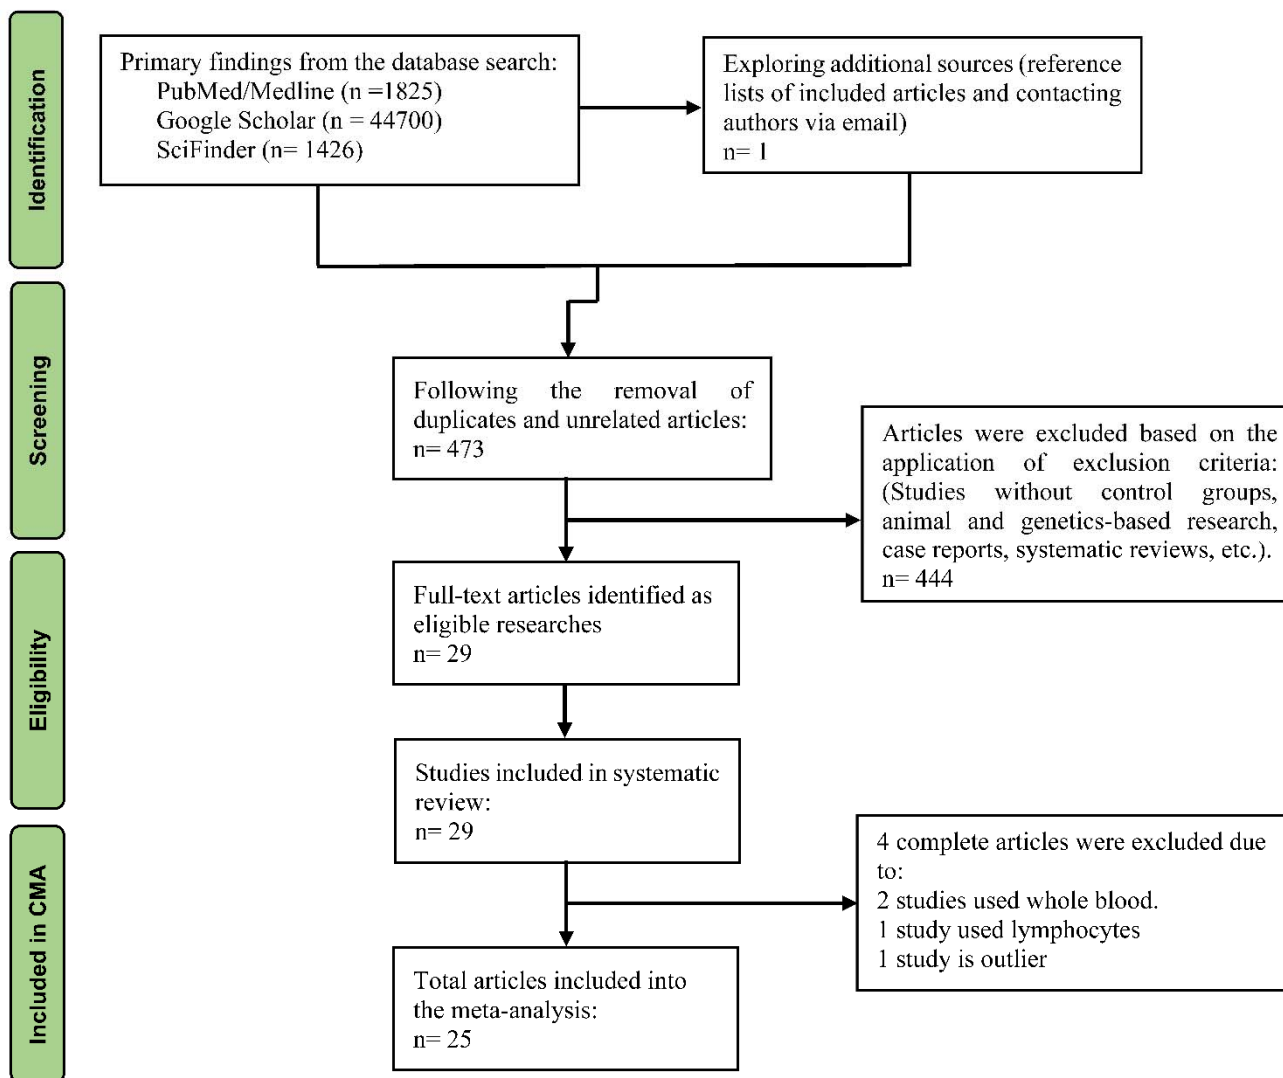 Identification
Primary findings from the database search:
PubMed/Medline (n =1825)
Google Scholar (n = 44700)
SciFinder (n= 1426)
Exploring additional sources (reference
lists of included articles and contacting
authors via email)
n= 1
Screening
Following the removal of
duplicates and unrelated articles:
n= 473
Articles were excluded based on the
application of exclusion criteria:
(Studies without control groups,
animal and genetics-based research,
case reports, systematic reviews, etc.).
n= 444
Eligibility
Full-text articles identified as
eligible researches
n= 29
Studies included in systematic
review:
n= 29
Included in CMA
4 complete articles were excluded due
to:
2 studies used whole blood.
1 study used lymphocytes
1 study is outlier
Total articles included into
the meta-analysis:
n= 25